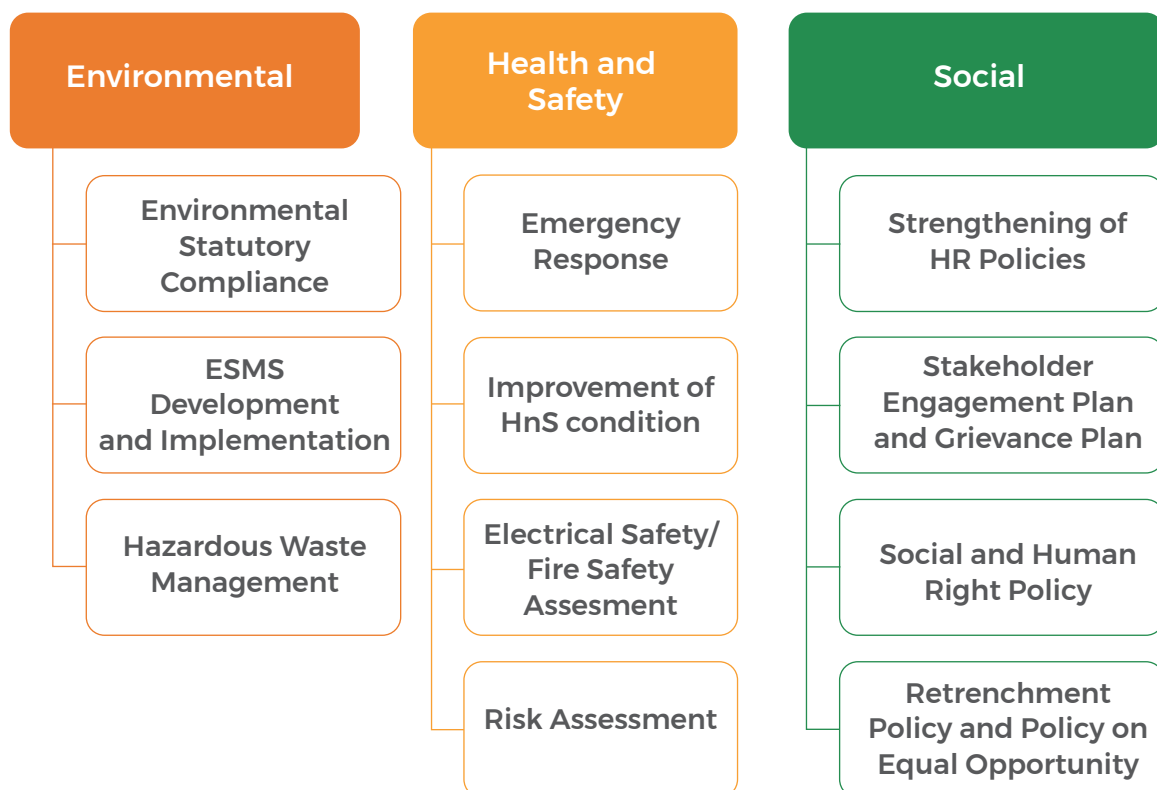 Environmental
Environmental
Statutory
Compliance
ESMS
Development
and Implementation
Hazardous Waste
Management
Health and
Safety
Emergency
Response
Improvement of
HnS condition
Electrical Safety/
Fire Safety
Assesment
Risk Assessment
Social
Strengthening of
HR Policies
Stakeholder
Engagement Plan
and Grievance Plan
Social and Human
Right Policy
Retrenchment
Policy and Policy on
Equal Opportunity